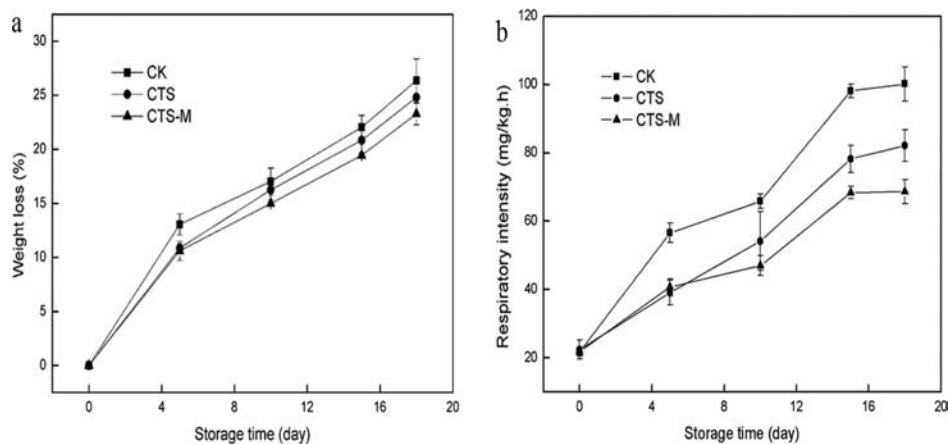 a
30
25
20
15
10
5
0
Weight loss (%)
CK
CTS
CTS-M
0 4 8 12 16 20
Storage time (day)
b
120
100
80
60
40
20
Respiratory intensity (mg/kg.h)
CK
CTS
CTS-M
0 4 8 12 16 20
Storage time (day)